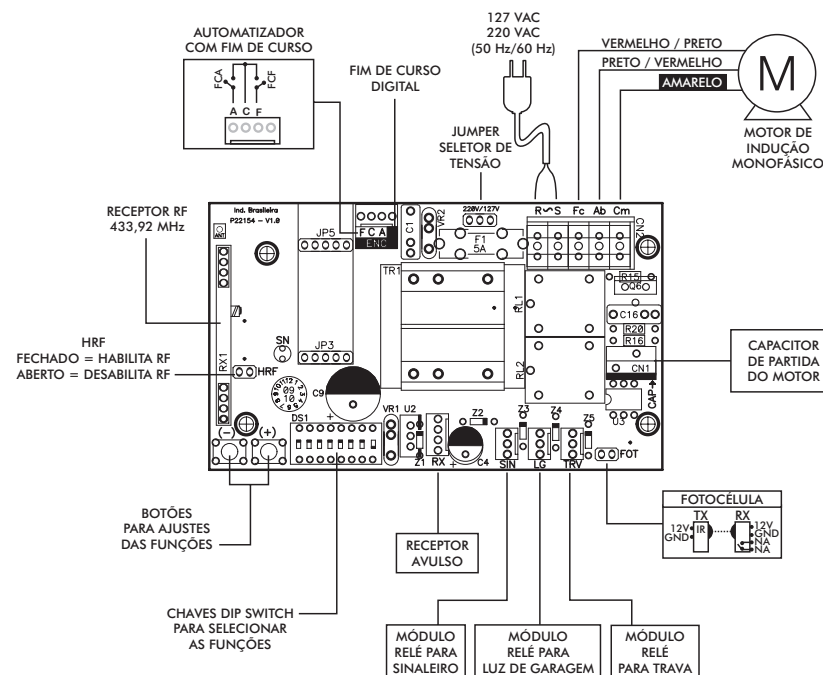 AUTOMATIZADOR
COM FIM DE CURSO
FCA
FCF
A C F
FIM DE CURSO
DIGITAL
127 VAC
220 VAC
(50 Hz/60 Hz)
VERMELHO / PRETO
PRETO / VERMELHO
AMARELO
M
MOTOR DE
INDUÇÃO
MONOFÁSICO
JUMPER
SELETOR DE
TENSÃO
RECEPTOR RF
433,92 MHz
Ind. Brasileira
P22154 - V1.0
ANT
JP5
F C A
ENC
C1
VR2
220V/127V
F1
5A
R~S Fc Ab Cm
CN2
TR1
RL1
RL2
R15
Q6
C16
R20
R16
CN1
CAP
U3
RX1
SN
JP3
HRF
HRF
FECHADO = HABILITA RF
ABERTO = DESABILITA RF
CAPACITOR
DE PARTIDA
DO MOTOR
09
10
C9
+
DS1
VR1
U2
Z1
RX
Z2
C4
+
Z3
Z4
Z5
SIN
LG
TRV
FOT
(-)
(+)
BOTÕES
PARA AJUSTES
DAS FUNÇÕES
RECEPTOR
AVULSO
FOTOCÉLULA
TX RX
12V
GND
IR
12V
GND
NA
NA
CHAVES DIP SWITCH
PARA SELECIONAR
AS FUNÇÕES
MÓDULO
RELÉ PARA
SINALEIRO
MÓDULO
RELÉ PARA
LUZ DE GARAGEM
MÓDULO
RELÉ
PARA TRAVA